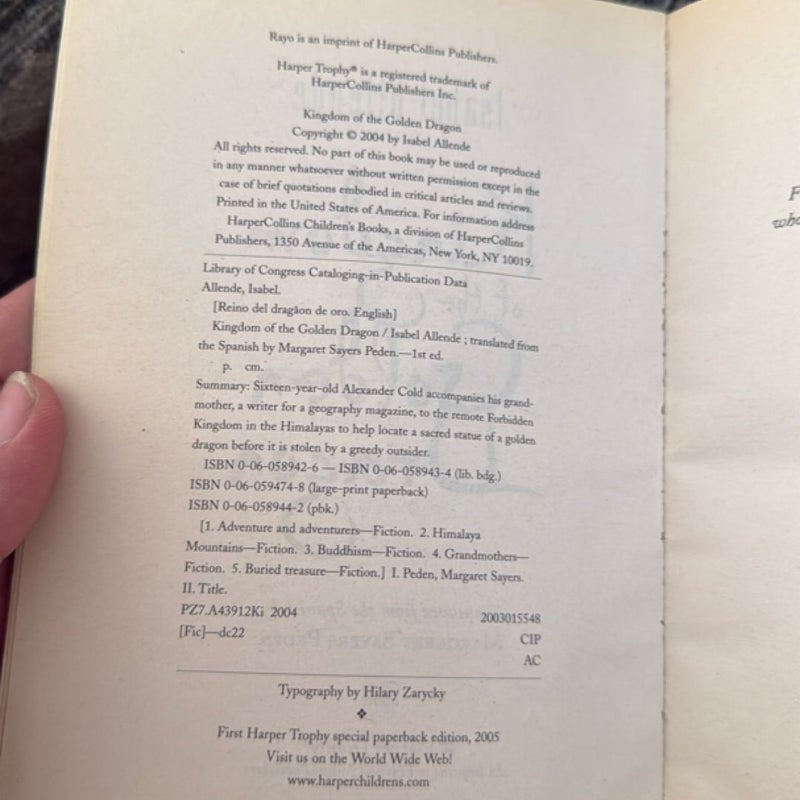 Rayo is an imprint of HarperCollins Publishers.
Harper Trophy® is a registered trademark of
HarperCollins Publishers Inc.
Kingdom of the Golden Dragon
Copyright © 2004 by Isabel Allende
All rights reserved. No part of this book may be used or reproduced
in any manner whatsoever without written permission except in the
case of brief quotations embodied in critical articles and reviews.
Printed in the United States of America. For information address
HarperCollins Children's Books, a division of HarperCollins
Publishers, 1350 Avenue of the Americas, New York, NY 10019.
Library of Congress Cataloging-in-Publication Data
Allende, Isabel.
[Reino del dragâon de oro. English]
Kingdom of the Golden Dragon / Isabel Allende ; translated from
the Spanish by Margaret Sayers Peden.—1st ed.
p. cm.
Summary: Sixteen-year-old Alexander Cold accompanies his grand-
mother, a writer for a geography magazine, to the remote Forbidden
Kingdom in the Himalayas to help locate a sacred statue of a golden
dragon before it is stolen by a greedy outsider.
ISBN 0-06-058942-6 — ISBN 0-06-058943-4 (lib. bdg.)
ISBN 0-06-059474-8 (large-print paperback)
ISBN 0-06-058944-2 (pbk.)
[1. Adventure and adventurers—Fiction. 2. Himalaya
Mountains—Fiction. 3. Buddhism—Fiction. 4. Grandmothers—
Fiction. 5. Buried treasure—Fiction.] I. Peden, Margaret Sayers.
II. Title.
PZ7.A43912Ki 2004 2003015548
[Fic]—dc22 CIP
AC
Typography by Hilary Zarycky
❖
First Harper Trophy special paperback edition, 2005
Visit us on the World Wide Web!
www.harperchildrens.com